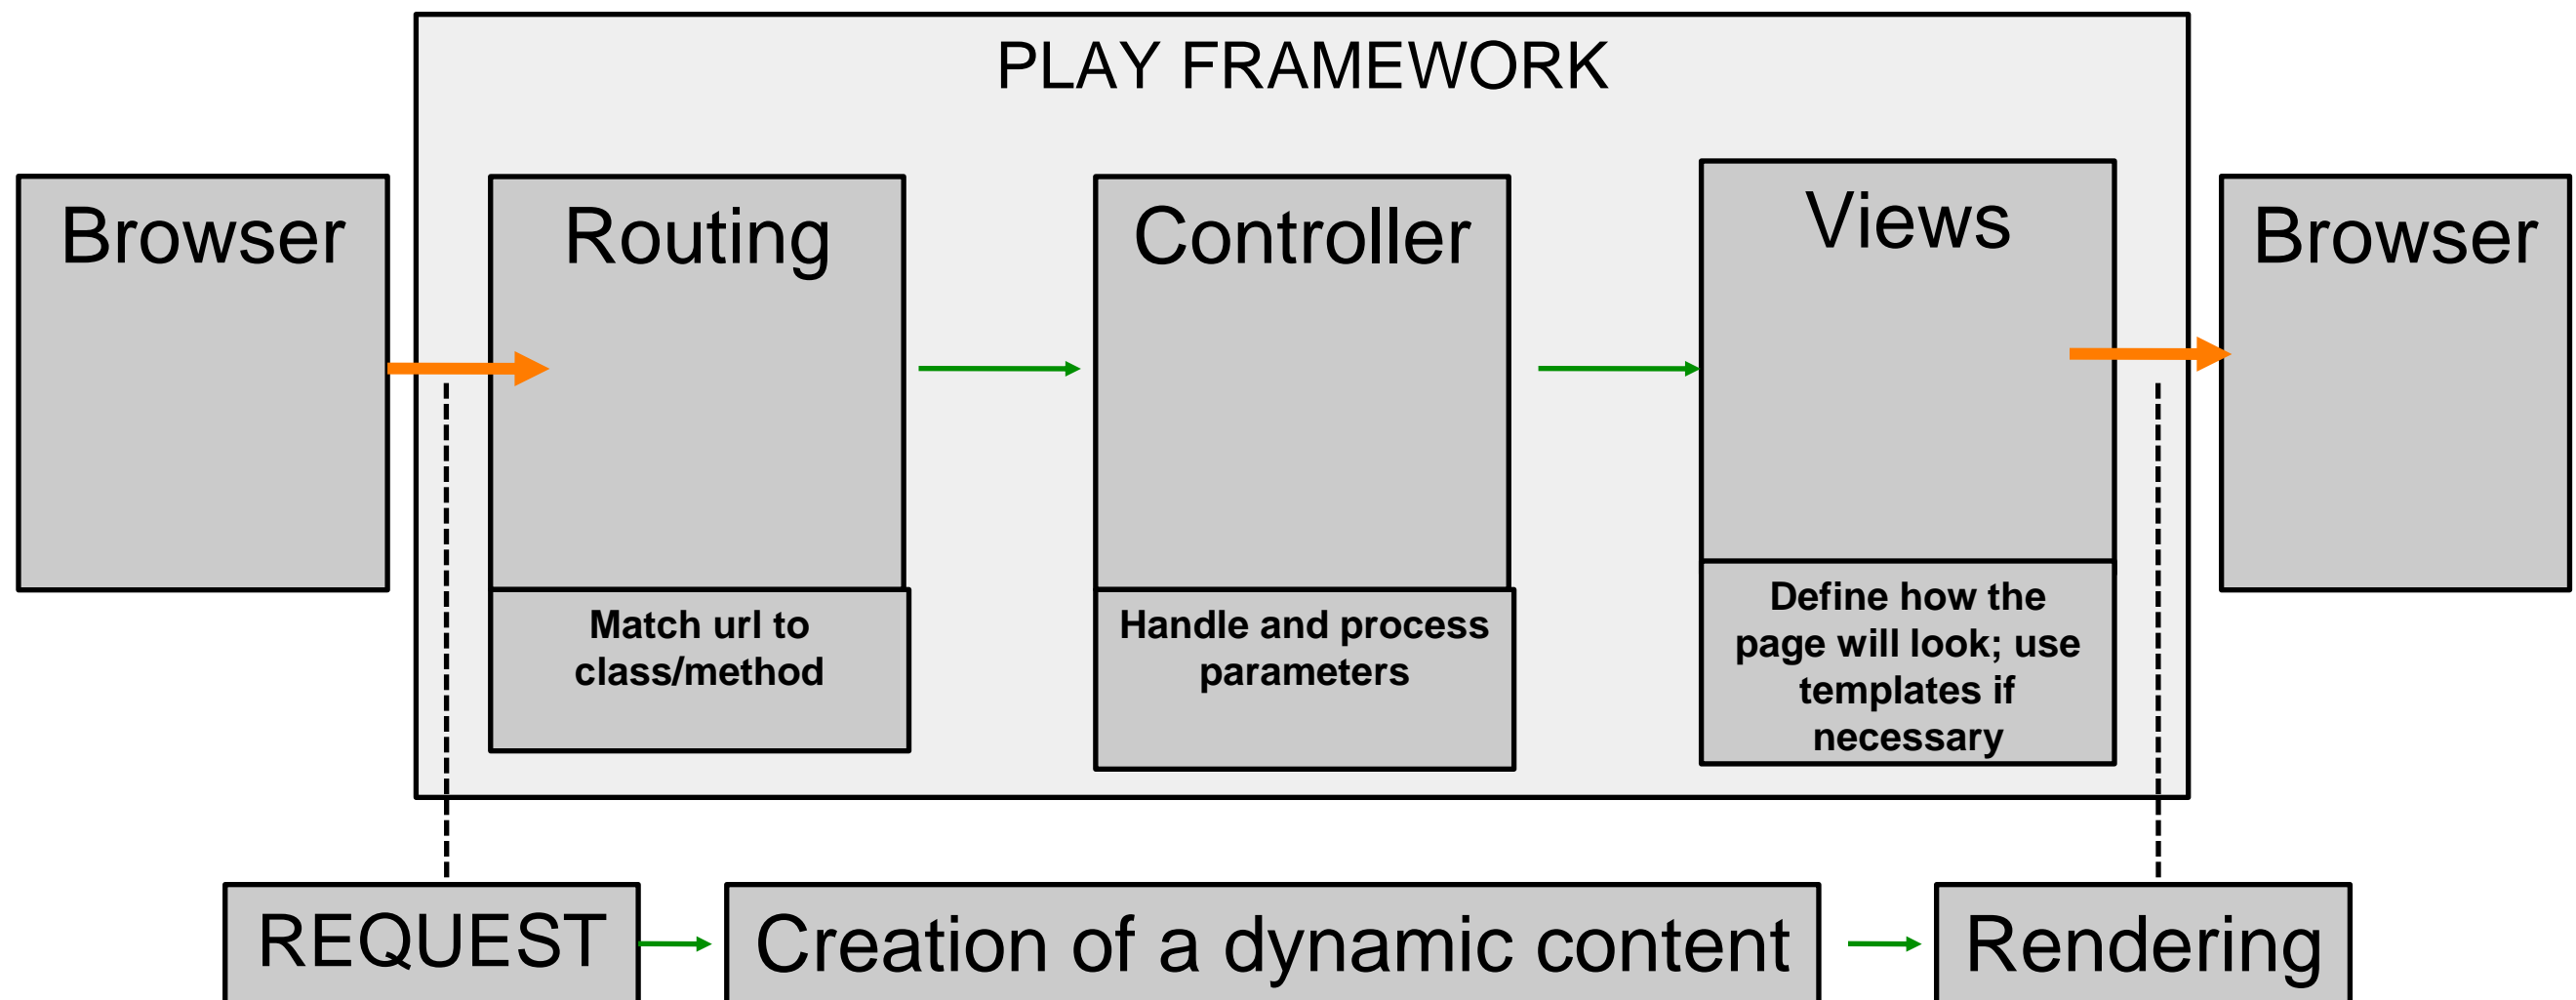 PLAY FRAMEWORK
Browser
Routing
Controller
Views
Browser
Match url to
class/method
Handle and process
parameters
Define how the
page will look; use
templates if
necessary
REQUEST
Creation of a dynamic content
Rendering